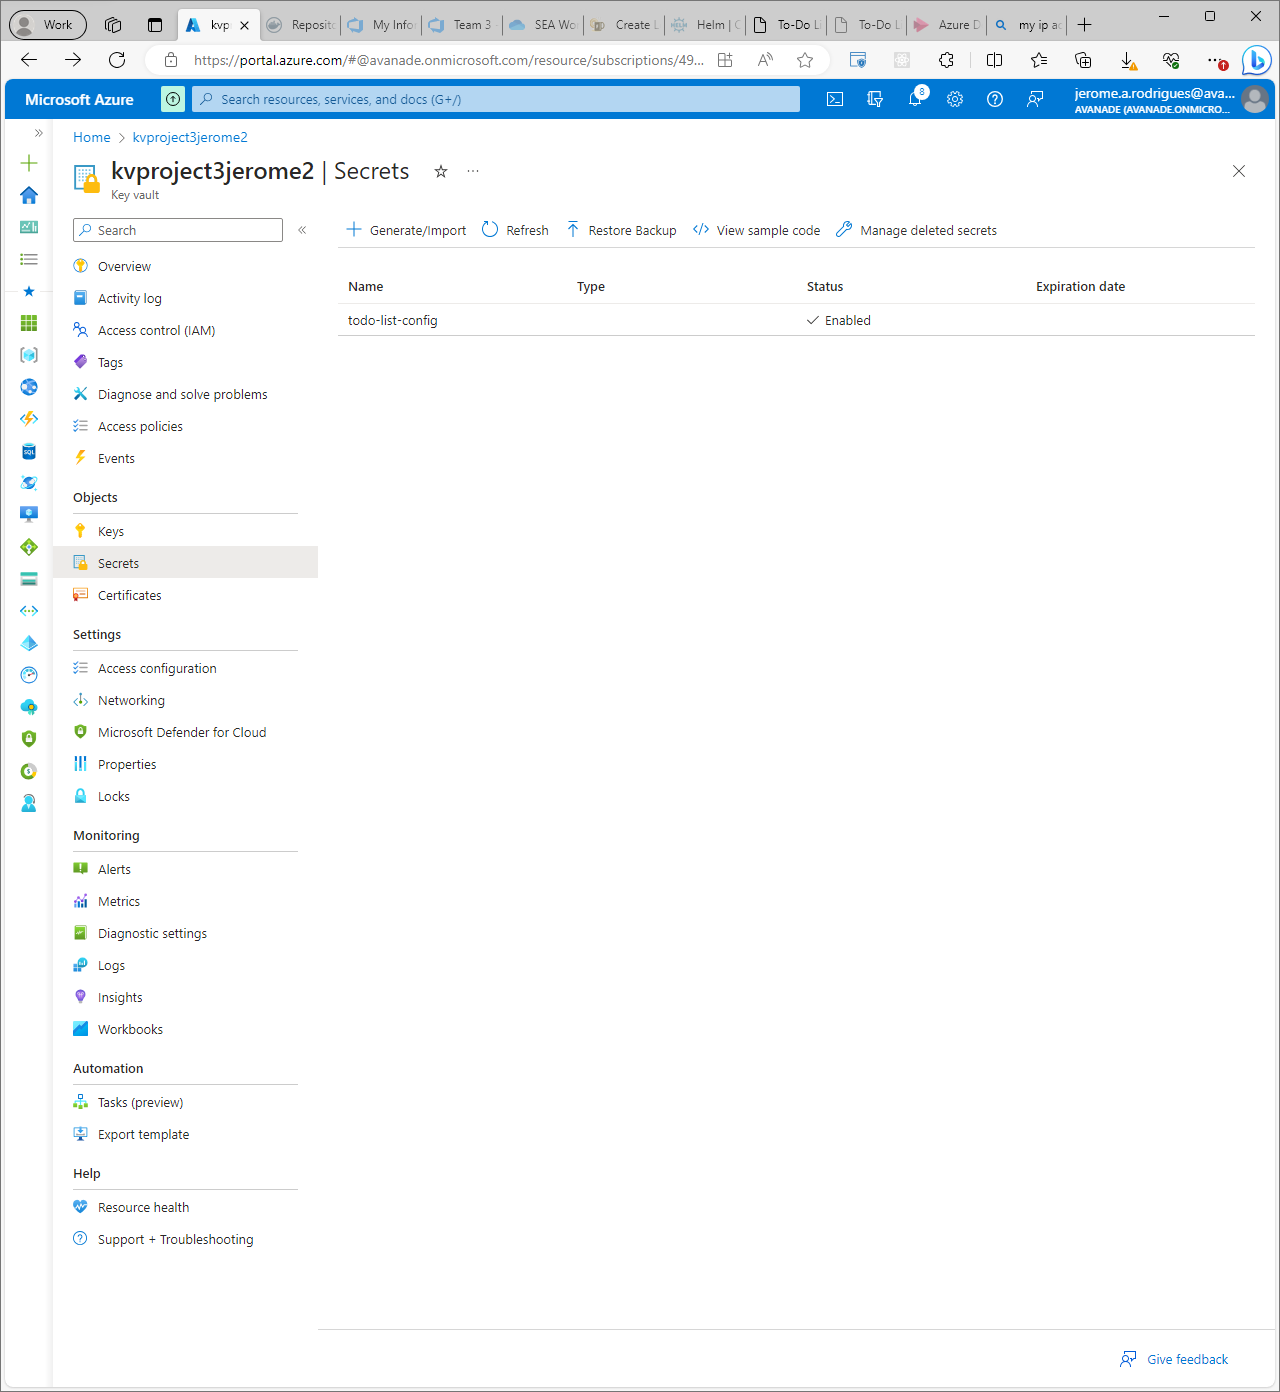 Work
kvp
Reposito
My Infor
Team 3
SEA Wo
Create L
Helm | C
To-Do Li
To-Do L
Azure D
my ip ad
https://portal.azure.com/#@avanade.onmicrosoft.com/resource/subscriptions/49...
Microsoft Azure
Search resources, services, and docs (G+/)
8
jerome.a.rodrigues@ava...
AVANADE (AVANADE.ONMICRO...
Home > kvproject3jerome2
kvproject3jerome2 | Secrets
Key vault
Search
Generate/Import
Refresh
Restore Backup
View sample code
Manage deleted secrets
Overview
Activity log
Access control (IAM)
Tags
Diagnose and solve problems
Access policies
Events
Objects
Keys
Secrets
Certificates
Settings
Access configuration
Networking
Microsoft Defender for Cloud
Properties
Locks
Monitoring
Alerts
Metrics
Diagnostic settings
Logs
Insights
Workbooks
Automation
Tasks (preview)
Export template
Help
Resource health
Support + Troubleshooting
Name Type Status Expiration date
todo-list-config Enabled
Give feedback